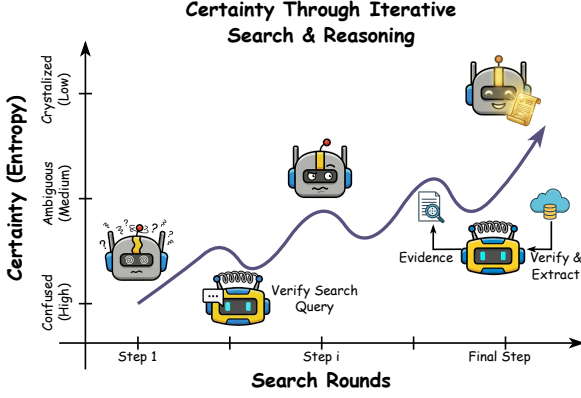 Certainty Through Iterative
Search & Reasoning
Certainty (Entropy)
Crystalized
(Low)
Ambiguous
(Medium)
Confused
(High)
? ? ? ?
Verify Search
Query
Evidence
Verify &
Extract
Step 1
Step i
Final Step
Search Rounds